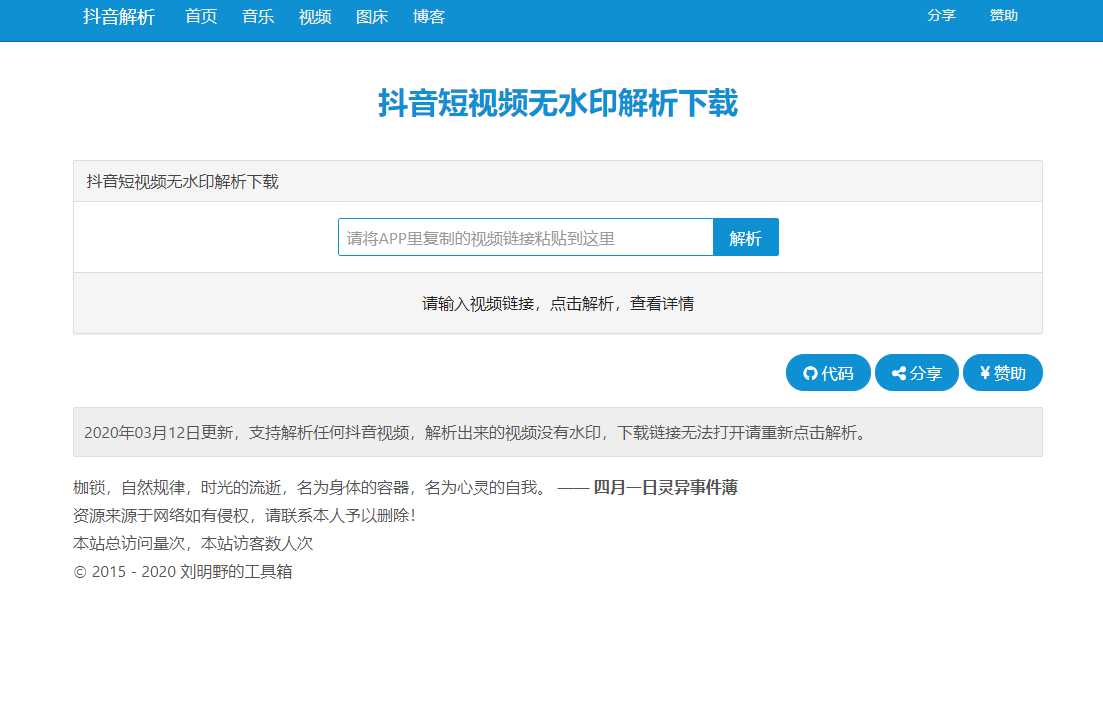 抖音解析 首页 音乐 视频 图床 博客 分享 赞助
抖音短视频无水印解析下载
抖音短视频无水印解析下载
请将APP里复制的视频链接粘贴到这里 解析
请输入视频链接，点击解析，查看详情
代码 分享 ¥ 赞助
2020年03月12日更新，支持解析任何抖音视频，解析出来的视频没有水印，下载链接无法打开请重新点击解析。
枷锁，自然规律，时光的流逝，名为身体的容器，名为心灵的自我。 —— 四月一日灵异事件薄
资源来源于网络如有侵权，请联系本人予以删除！
本站总访问量次，本站访客数人次
© 2015 - 2020 刘明野的工具箱